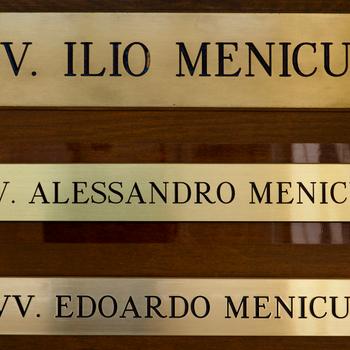 V. ILIO MENICU
V. ALESSANDRO MENIC
VV. EDOARDO MENICU